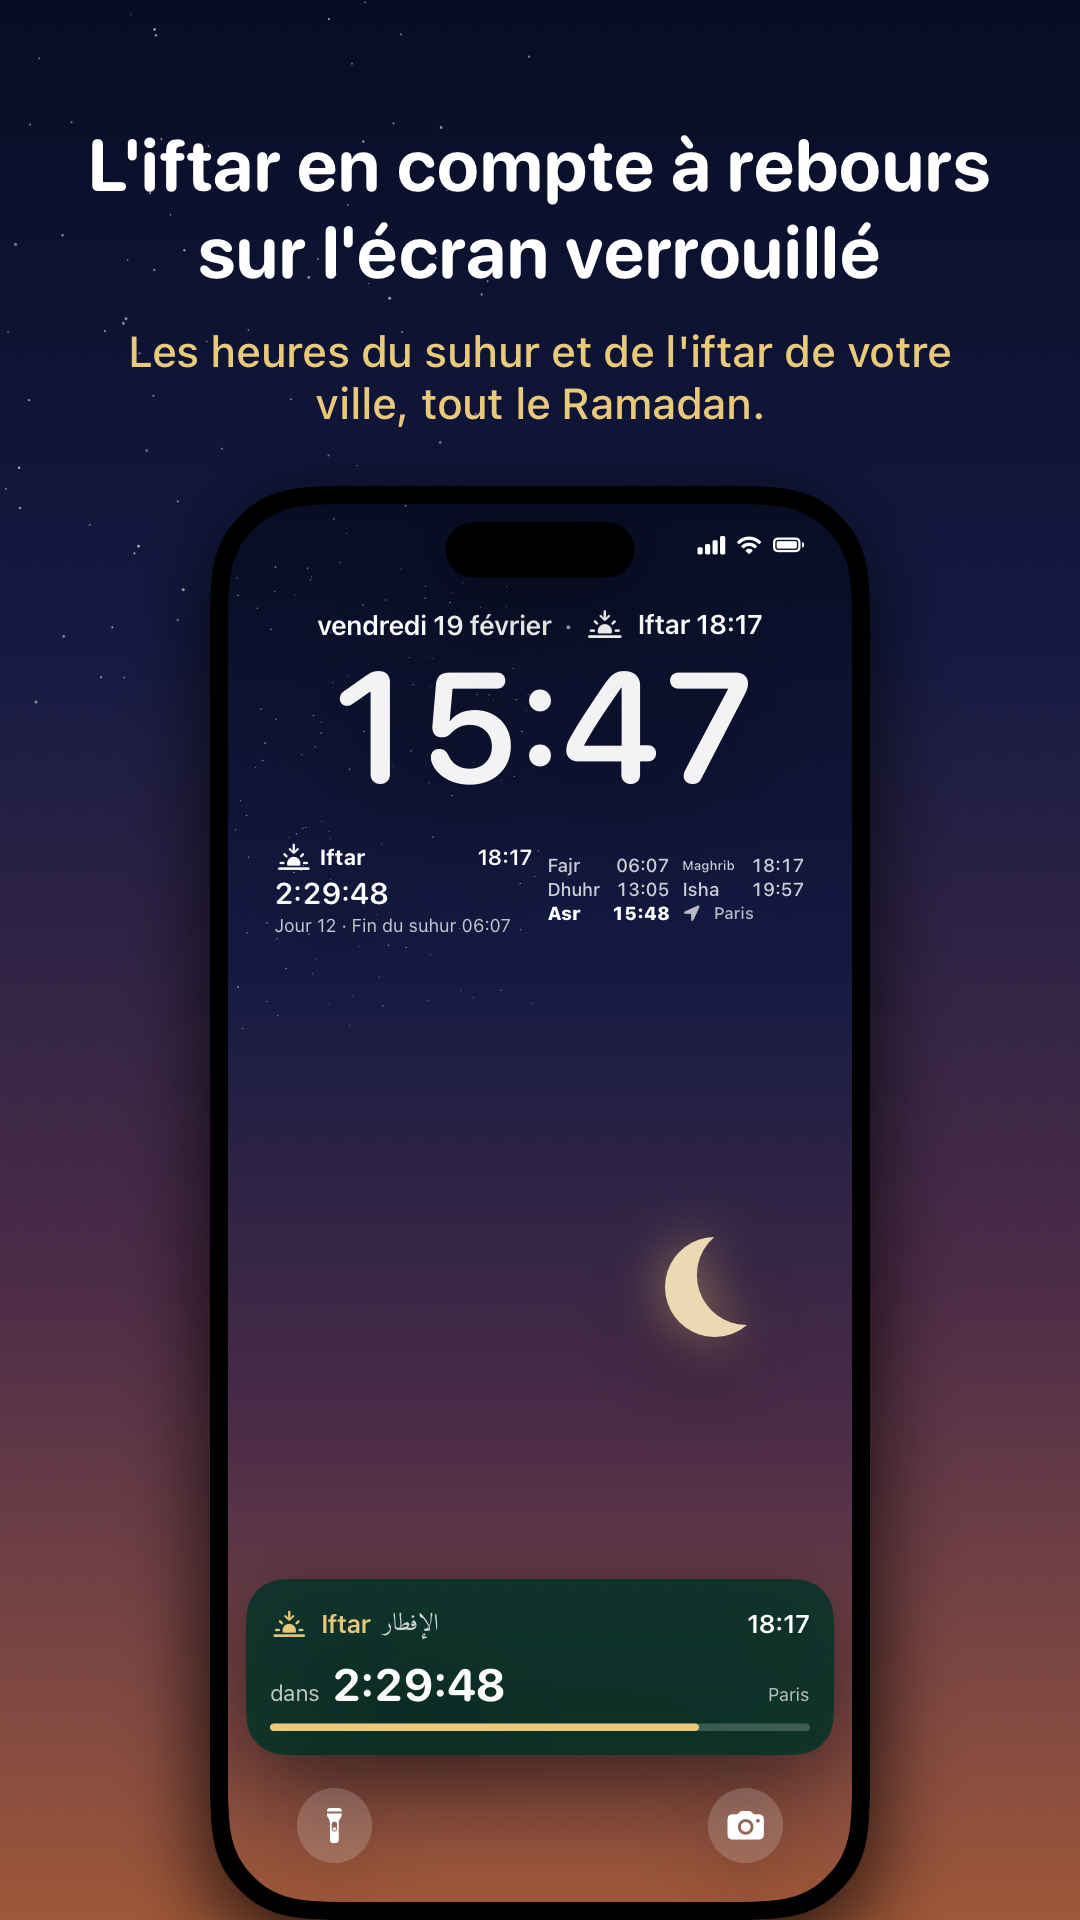 L'iftar en compte à rebours
sur l'écran verrouillé
Les heures du suhur et de l'iftar de votre
ville, tout le Ramadan.
vendredi 19 février · Iftar 18:17
15:47
Iftar 18:17
2:29:48
Jour 12 · Fin du suhur 06:07
Fajr 06:07 Maghrib 18:17
Dhuhr 13:05 Isha 19:57
Asr 15:48 Paris
Iftar الإفطار 18:17
dans 2:29:48 Paris